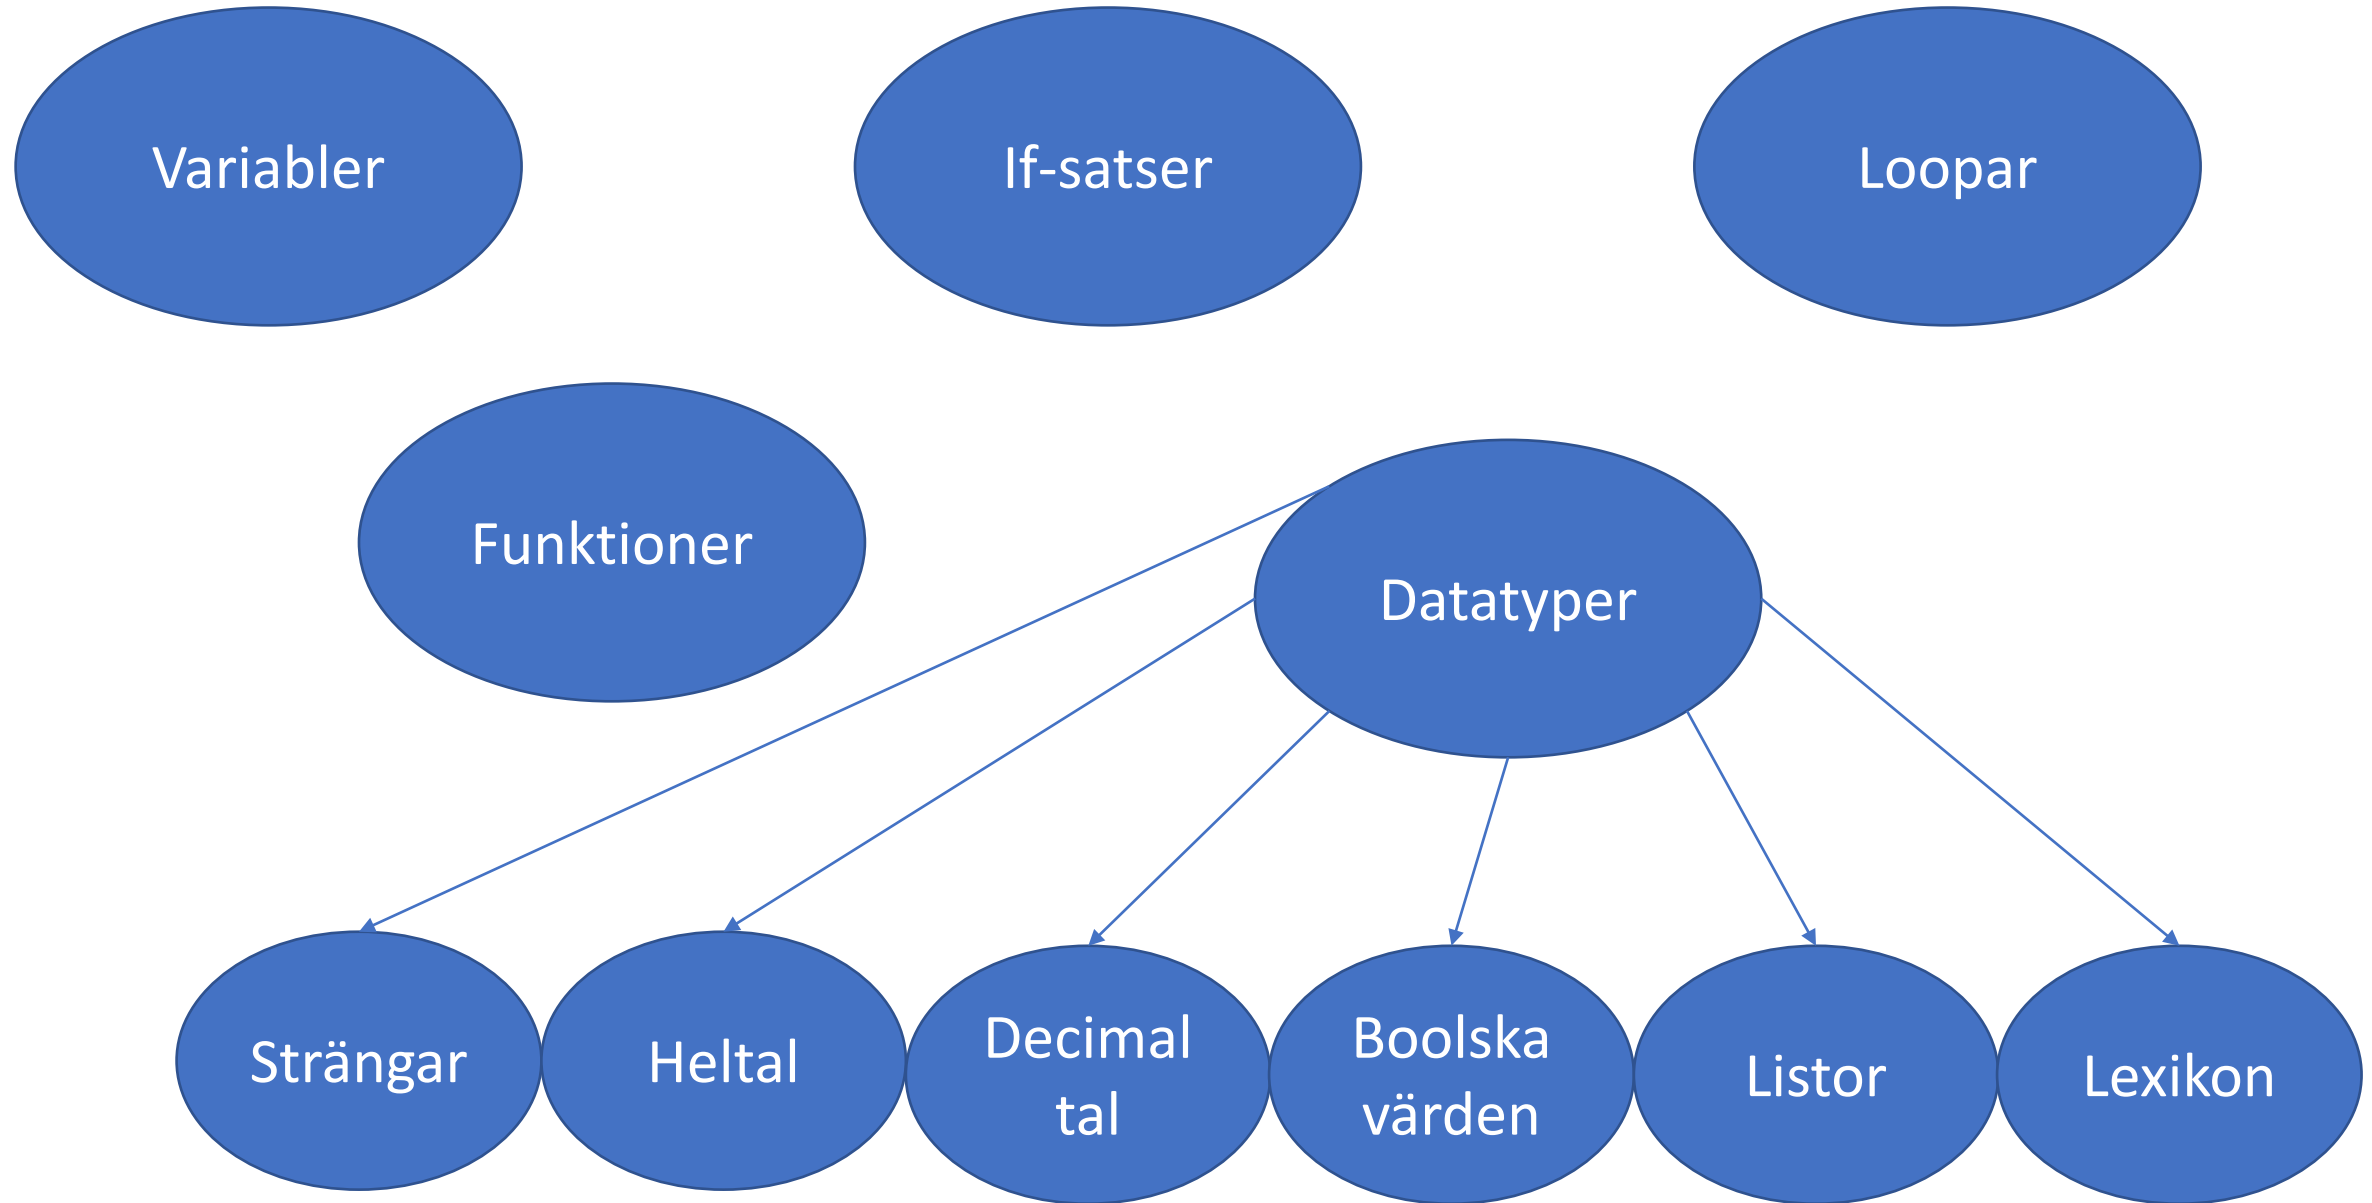 Variabler
If-satser
Loopar
Funktioner
Datatyper
Strängar
Heltal
Decimal
tal
Boolska
värden
Listor
Lexikon